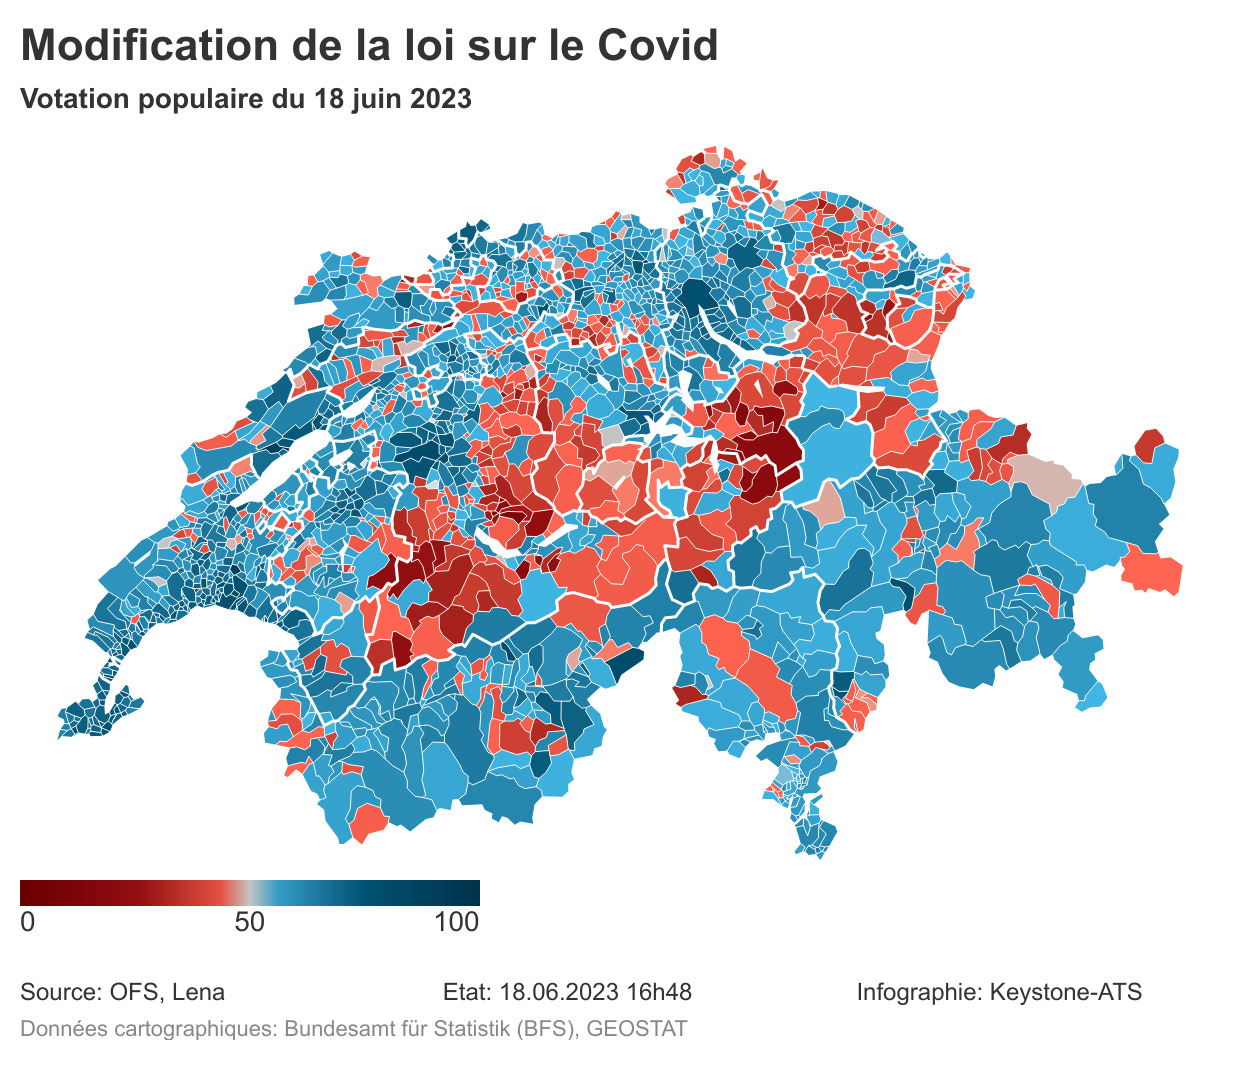 Modification de la loi sur le Covid
Votation populaire du 18 juin 2023
0 50 100
Source: OFS, Lena Etat: 18.06.2023 16h48 Infographie: Keystone-ATS
Données cartographiques: Bundesamt für Statistik (BFS), GEOSTAT